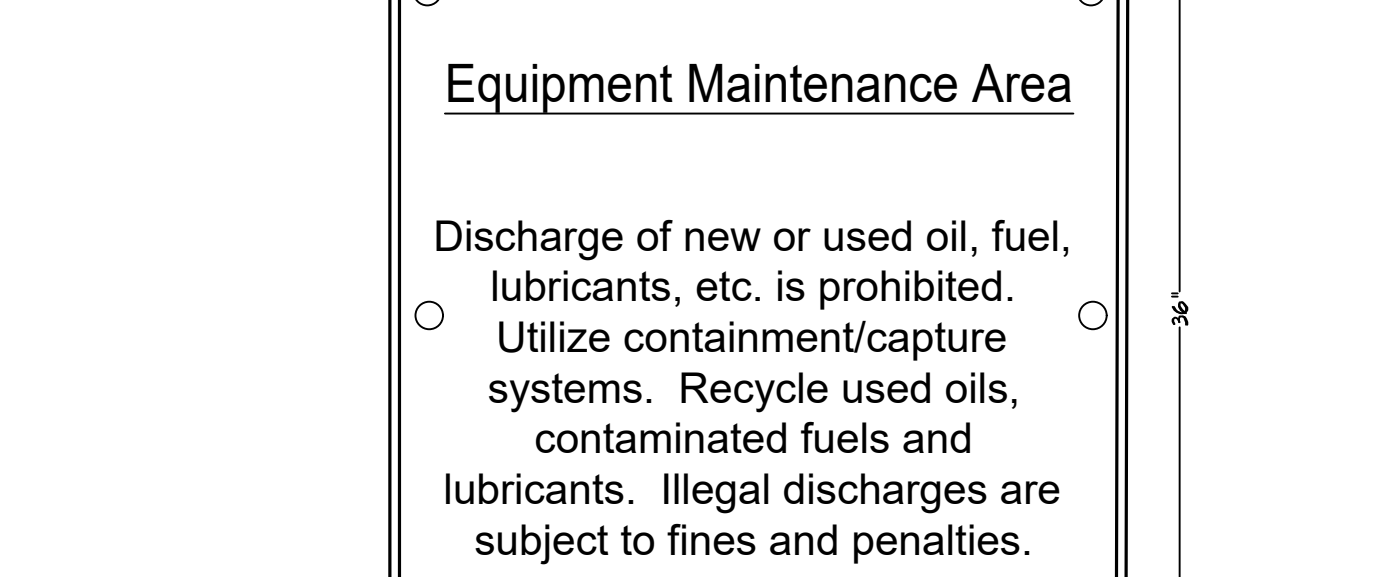 Equipment Maintenance Area
Discharge of new or used oil, fuel,
lubricants, etc. is prohibited.
Utilize containment/capture
systems.  Recycle used oils,
contaminated fuels and
lubricants.  Illegal discharges are
subject to fines and penalties.
36"